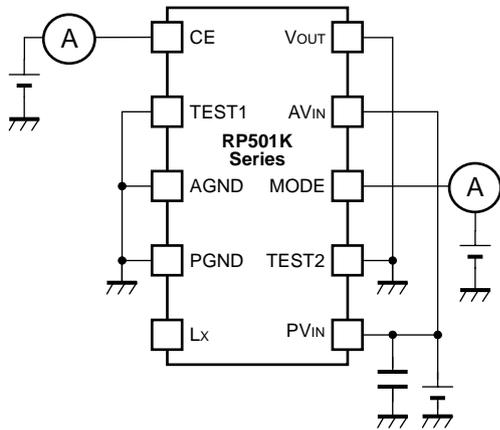 A
CE
VOUT
TEST1
AVIN
RP501K
Series
AGND
MODE
A
PGND
TEST2
LX
PVIN